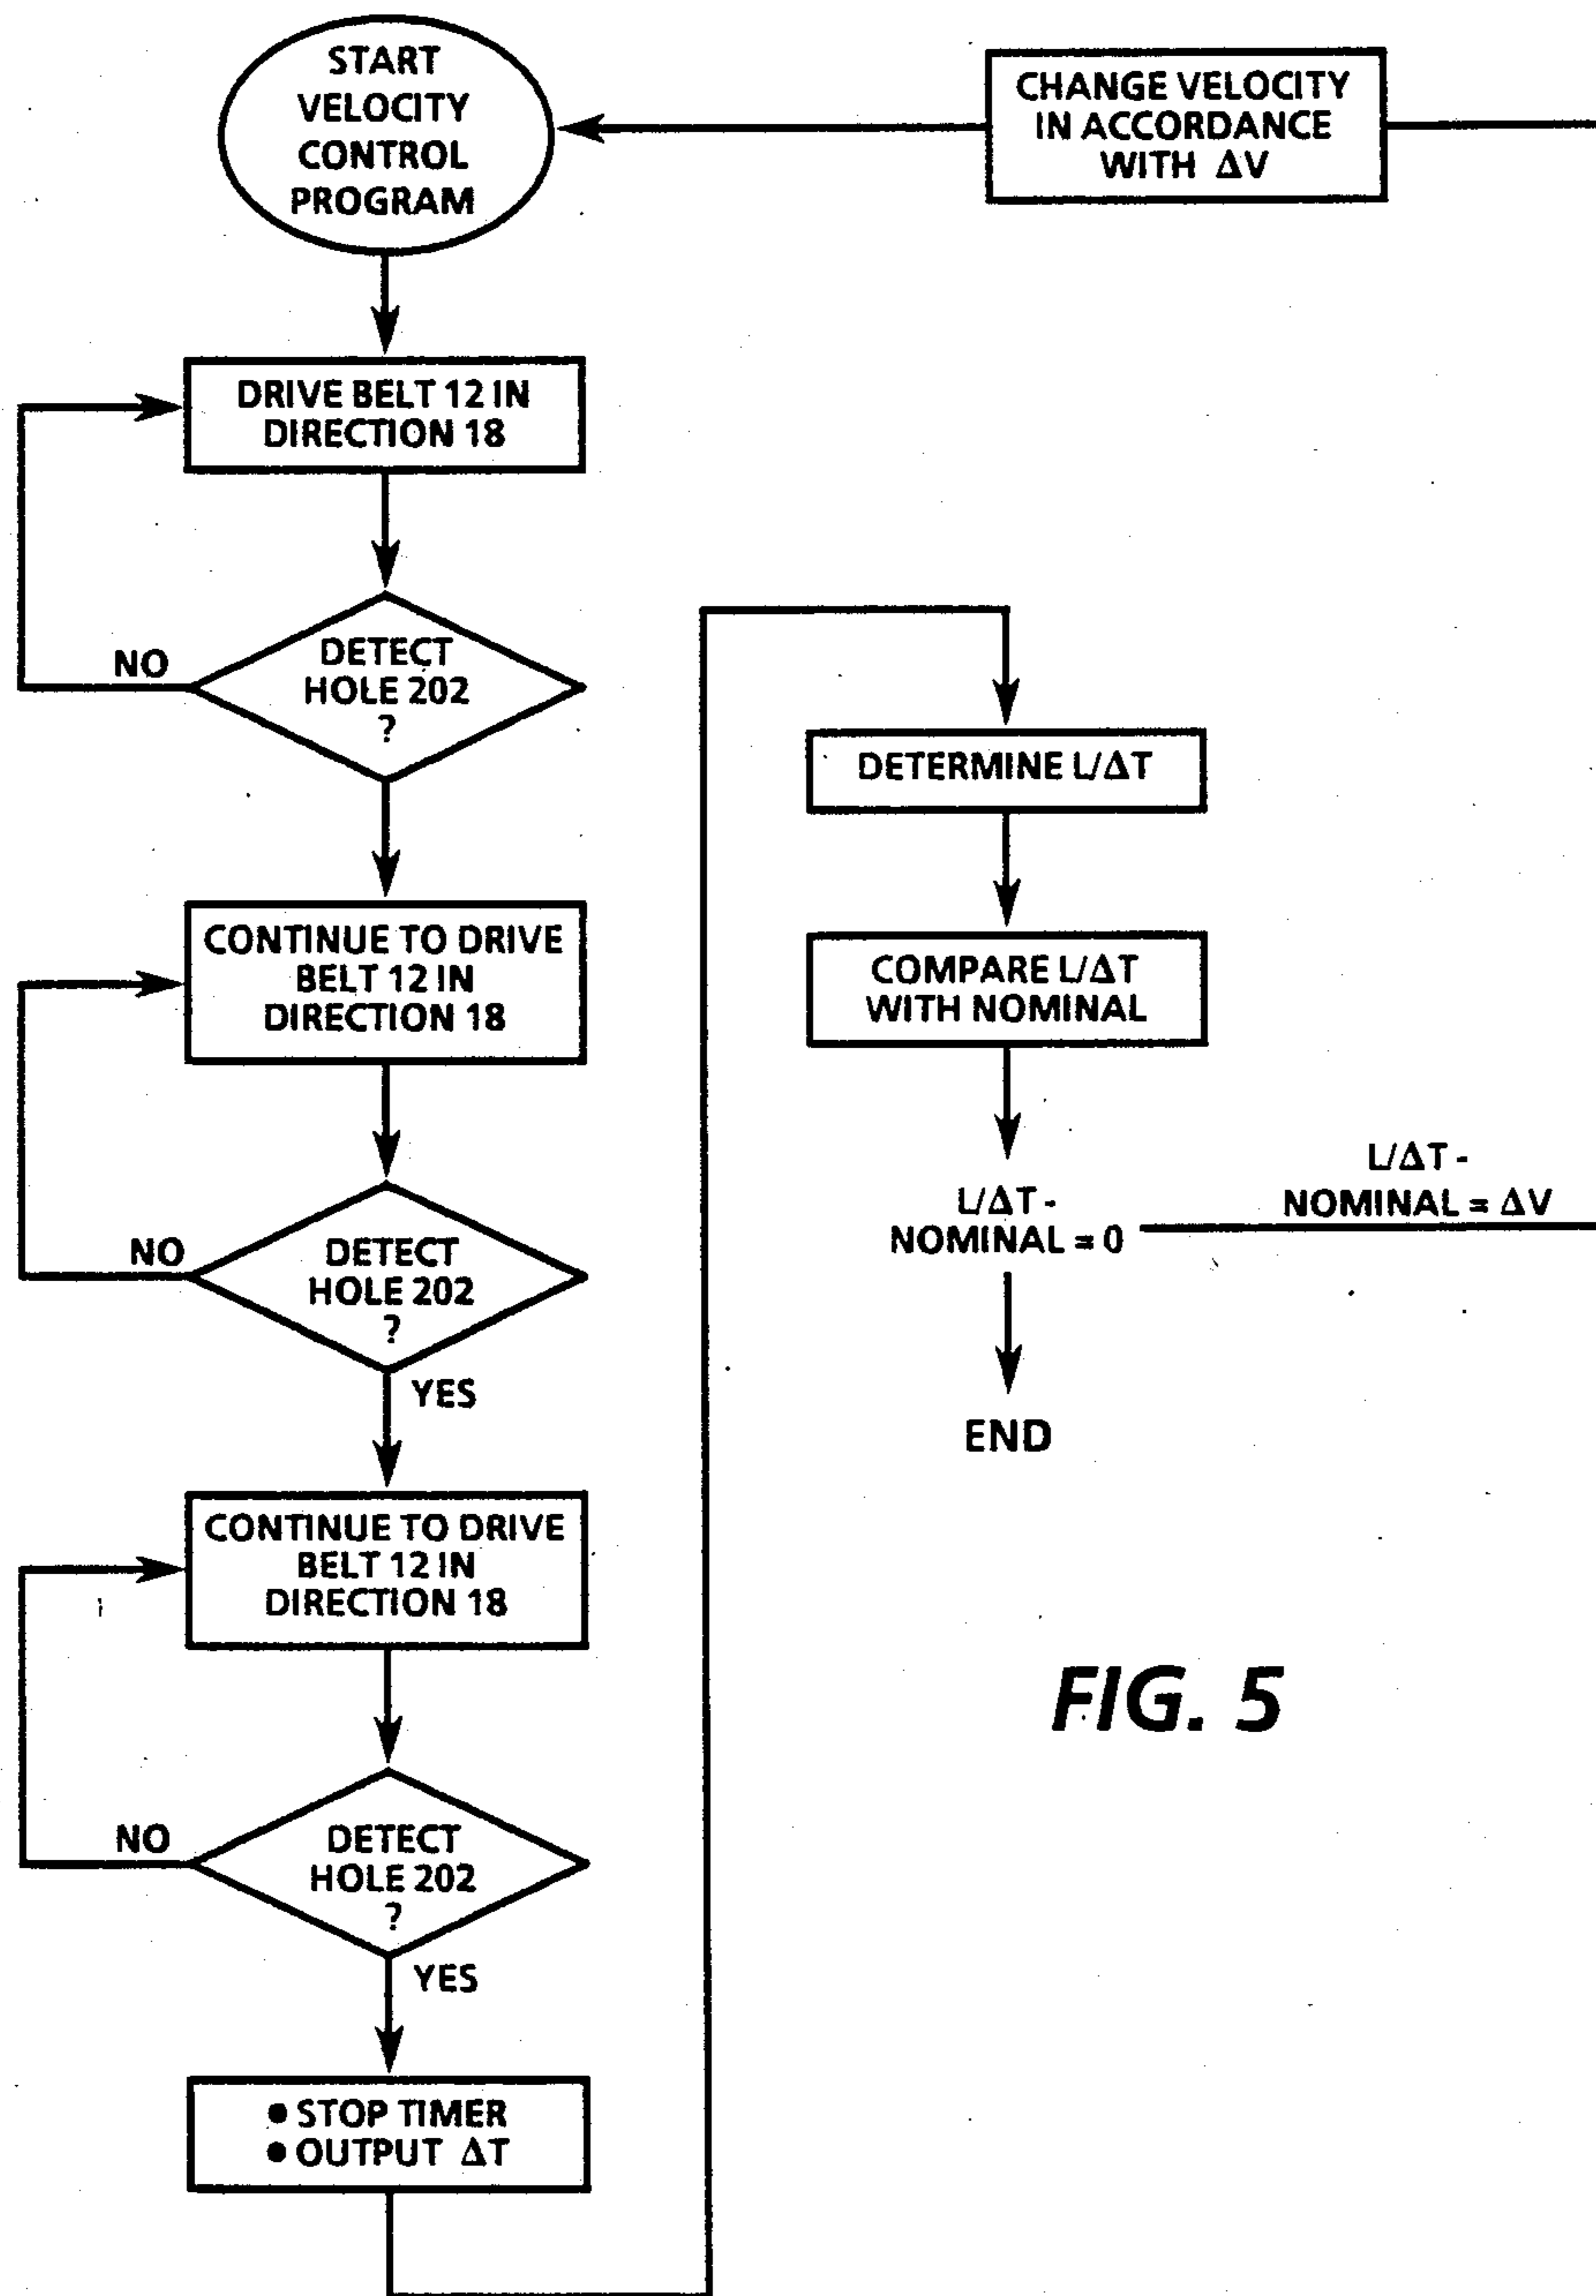 START
VELOCITY
CONTROL
PROGRAM
CHANGE VELOCITY
IN ACCORDANCE
WITH ΔV
DRIVE BELT 12 IN
DIRECTION 18
NO
DETECT
HOLE 202
?
CONTINUE TO DRIVE
BELT 12 IN
DIRECTION 18
NO
DETECT
HOLE 202
?
YES
CONTINUE TO DRIVE
BELT 12 IN
DIRECTION 18
NO
DETECT
HOLE 202
?
YES
• STOP TIMER
• OUTPUT ΔT
DETERMINE L/ΔT
COMPARE L/ΔT
WITH NOMINAL
L/ΔT -
NOMINAL = 0
L/ΔT -
NOMINAL = ΔV
END
FIG. 5